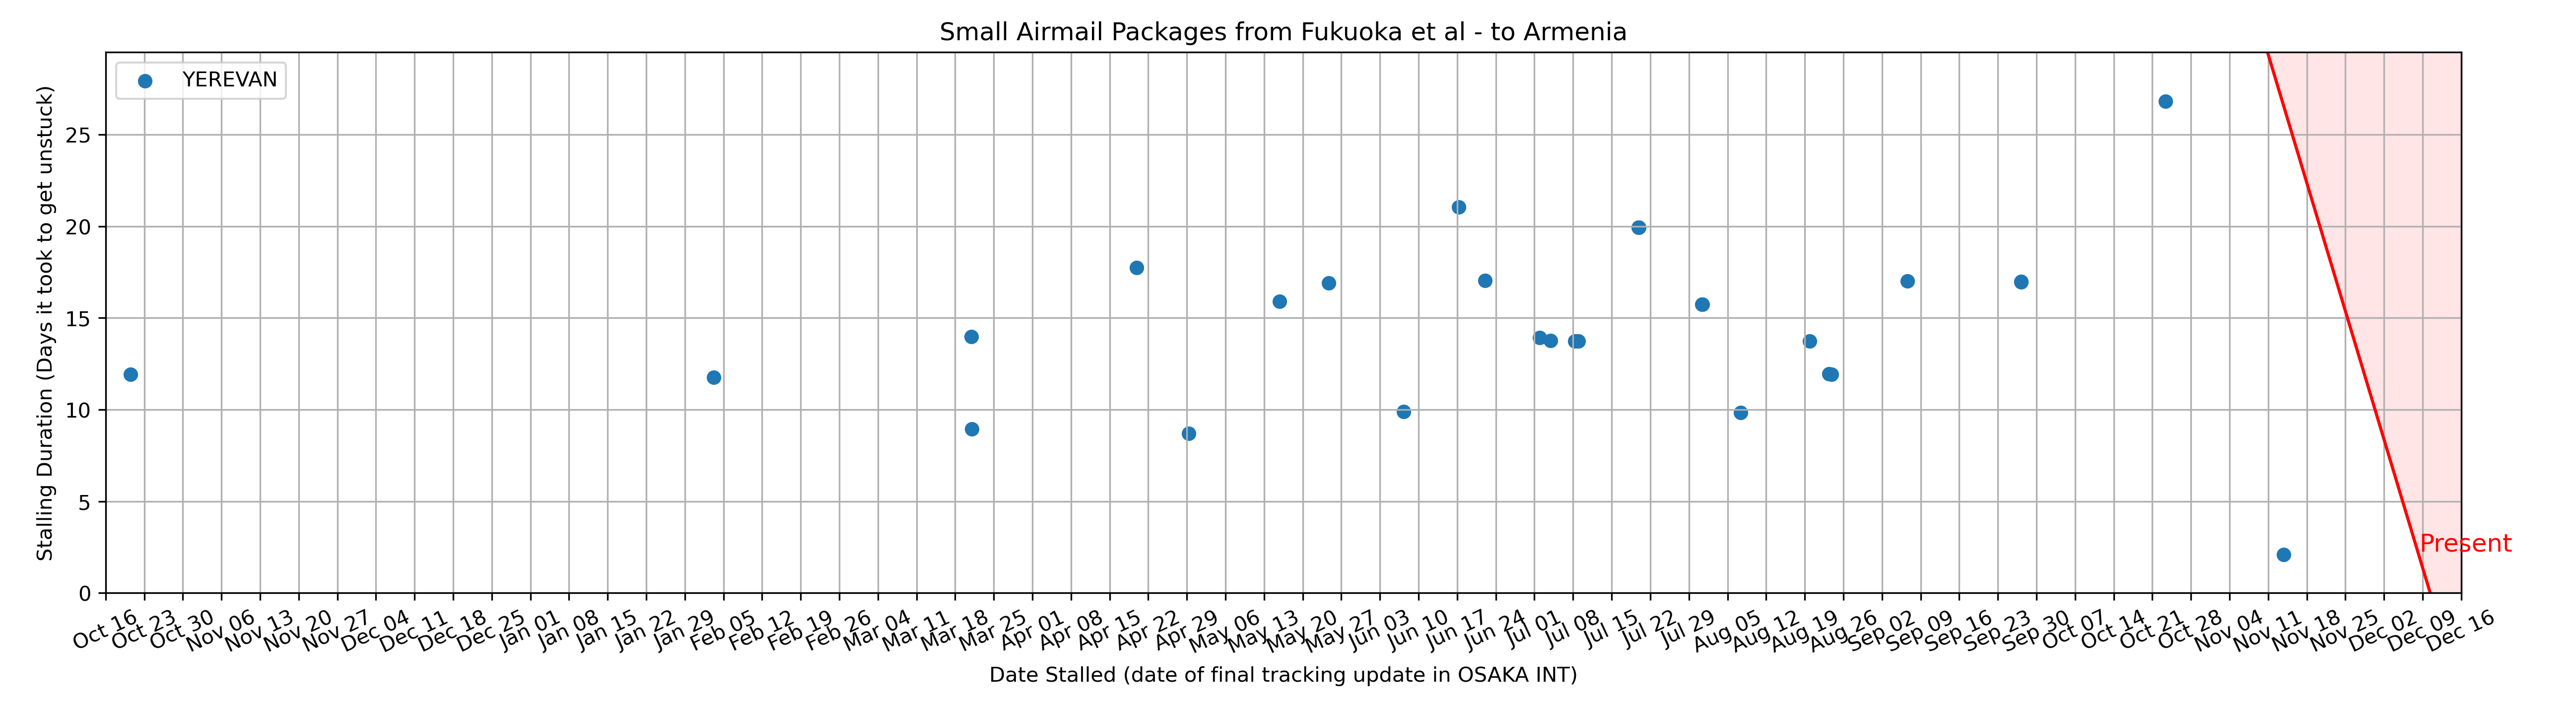 Small Airmail Packages from Fukuoka et al - to Armenia
YEREVAN
Stalling Duration (Days it took to get unstuck)
25
20
15
10
5
0
Present
Oct 16
Oct 23
Oct 30
Nov 06
Nov 13
Nov 20
Nov 27
Dec 04
Dec 11
Dec 18
Dec 25
Jan 01
Jan 08
Jan 15
Jan 22
Jan 29
Feb 05
Feb 12
Feb 19
Feb 26
Mar 04
Mar 11
Mar 18
Mar 25
Apr 01
Apr 08
Apr 15
Apr 22
Apr 29
May 06
May 13
May 20
May 27
Jun 03
Jun 10
Jun 17
Jun 24
Jul 01
Jul 08
Jul 15
Jul 22
Jul 29
Aug 05
Aug 12
Aug 19
Aug 26
Sep 02
Sep 09
Sep 16
Sep 23
Sep 30
Oct 07
Oct 14
Oct 21
Oct 28
Nov 04
Nov 11
Nov 18
Nov 25
Dec 02
Dec 09
Dec 16
Date Stalled (date of final tracking update in OSAKA INT)